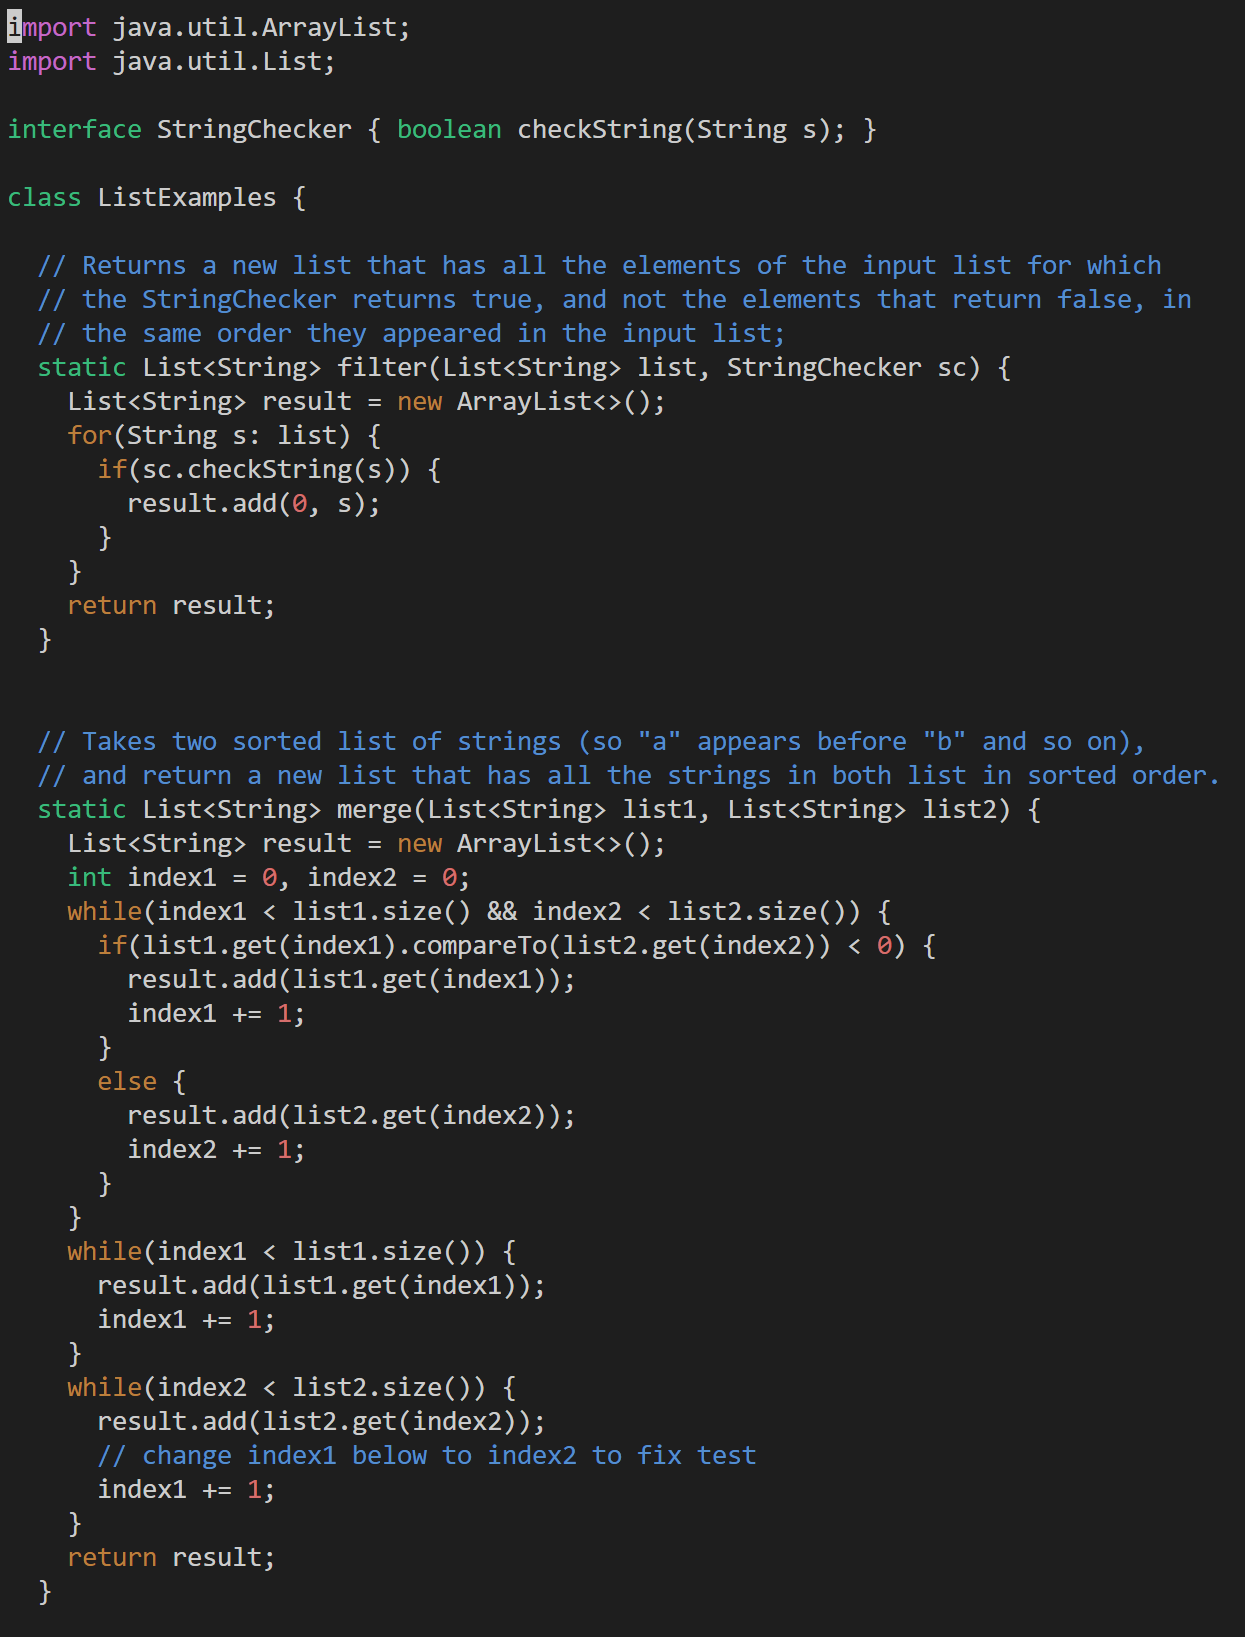 import java.util.ArrayList;
import java.util.List;

interface StringChecker { boolean checkString(String s); }

class ListExamples {

  // Returns a new list that has all the elements of the input list for which
  // the StringChecker returns true, and not the elements that return false, in
  // the same order they appeared in the input list;
  static List<String> filter(List<String> list, StringChecker sc) {
    List<String> result = new ArrayList<>();
    for(String s: list) {
      if(sc.checkString(s)) {
        result.add(0, s);
      }
    }
    return result;
  }


  // Takes two sorted list of strings (so "a" appears before "b" and so on),
  // and return a new list that has all the strings in both list in sorted order.
  static List<String> merge(List<String> list1, List<String> list2) {
    List<String> result = new ArrayList<>();
    int index1 = 0, index2 = 0;
    while(index1 < list1.size() && index2 < list2.size()) {
      if(list1.get(index1).compareTo(list2.get(index2)) < 0) {
        result.add(list1.get(index1));
        index1 += 1;
      }
      else {
        result.add(list2.get(index2));
        index2 += 1;
      }
    }
    while(index1 < list1.size()) {
      result.add(list1.get(index1));
      index1 += 1;
    }
    while(index2 < list2.size()) {
      result.add(list2.get(index2));
      // change index1 below to index2 to fix test
      index1 += 1;
    }
    return result;
  }